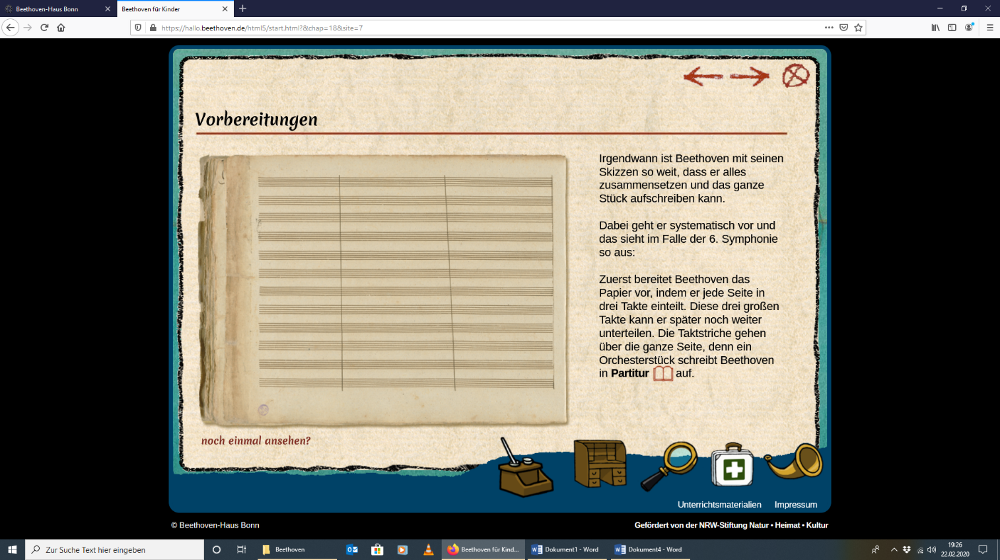 Beethoven-Haus Bonn
Beethoven für Kinder
https://hallo.beethoven.de/html5/start.html?&chap=18&site=7
Vorbereitungen
Irgendwann ist Beethoven mit seinen
Skizzen so weit, dass er alles
zusammensetzen und das ganze
Stück aufschreiben kann.
Dabei geht er systematisch vor und
das sieht im Falle der 6. Symphonie
so aus:
Zuerst bereitet Beethoven das
Papier vor, indem er jede Seite in
drei Takte einteilt. Diese drei großen
Takte kann er später noch weiter
unterteilen. Die Taktstriche gehen
über die ganze Seite, denn ein
Orchesterstück schreibt Beethoven
in Partitur auf.
noch einmal ansehen?
Unterrichtsmaterialien Impressum
© Beethoven-Haus Bonn
Gefördert von der NRW-Stiftung Natur • Heimat • Kultur
Zur Suche Text hier eingeben
Beethoven
Beethoven für Kind...
Dokument1 - Word
Dokument4 - Word
19:26
22.02.2020